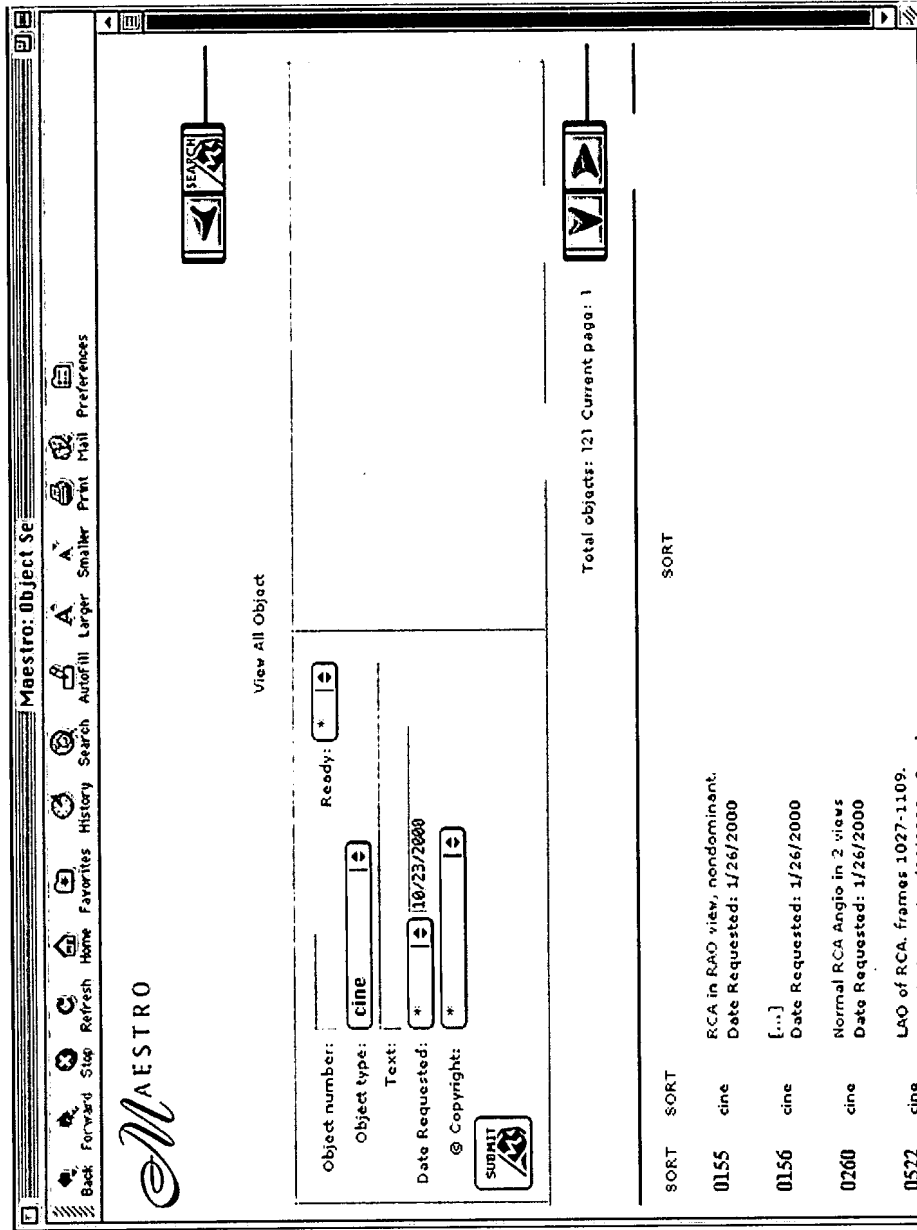 Maestro: Object Se
Back Forward Stop Refresh Home Favorites History Search AutoFill Larger Smaller Print Mail Preferences
MAESTRO
SEARCH
View All Object
Object number: Ready: *
Object type: cine
Text:
Date Requested: * 10/23/2000
© Copyright: *
SUBMIT
Total objects: 121 Current page: 1
SORT SORT SORT
0155 cine RCA in RAO view, nondominant.
Date Requested: 1/26/2000
0156 cine [...]
Date Requested: 1/26/2000
0260 cine Normal RCA Angio in 2 views
Date Requested: 1/26/2000
0522 cine LAO of RCA. frames 1027-1109.